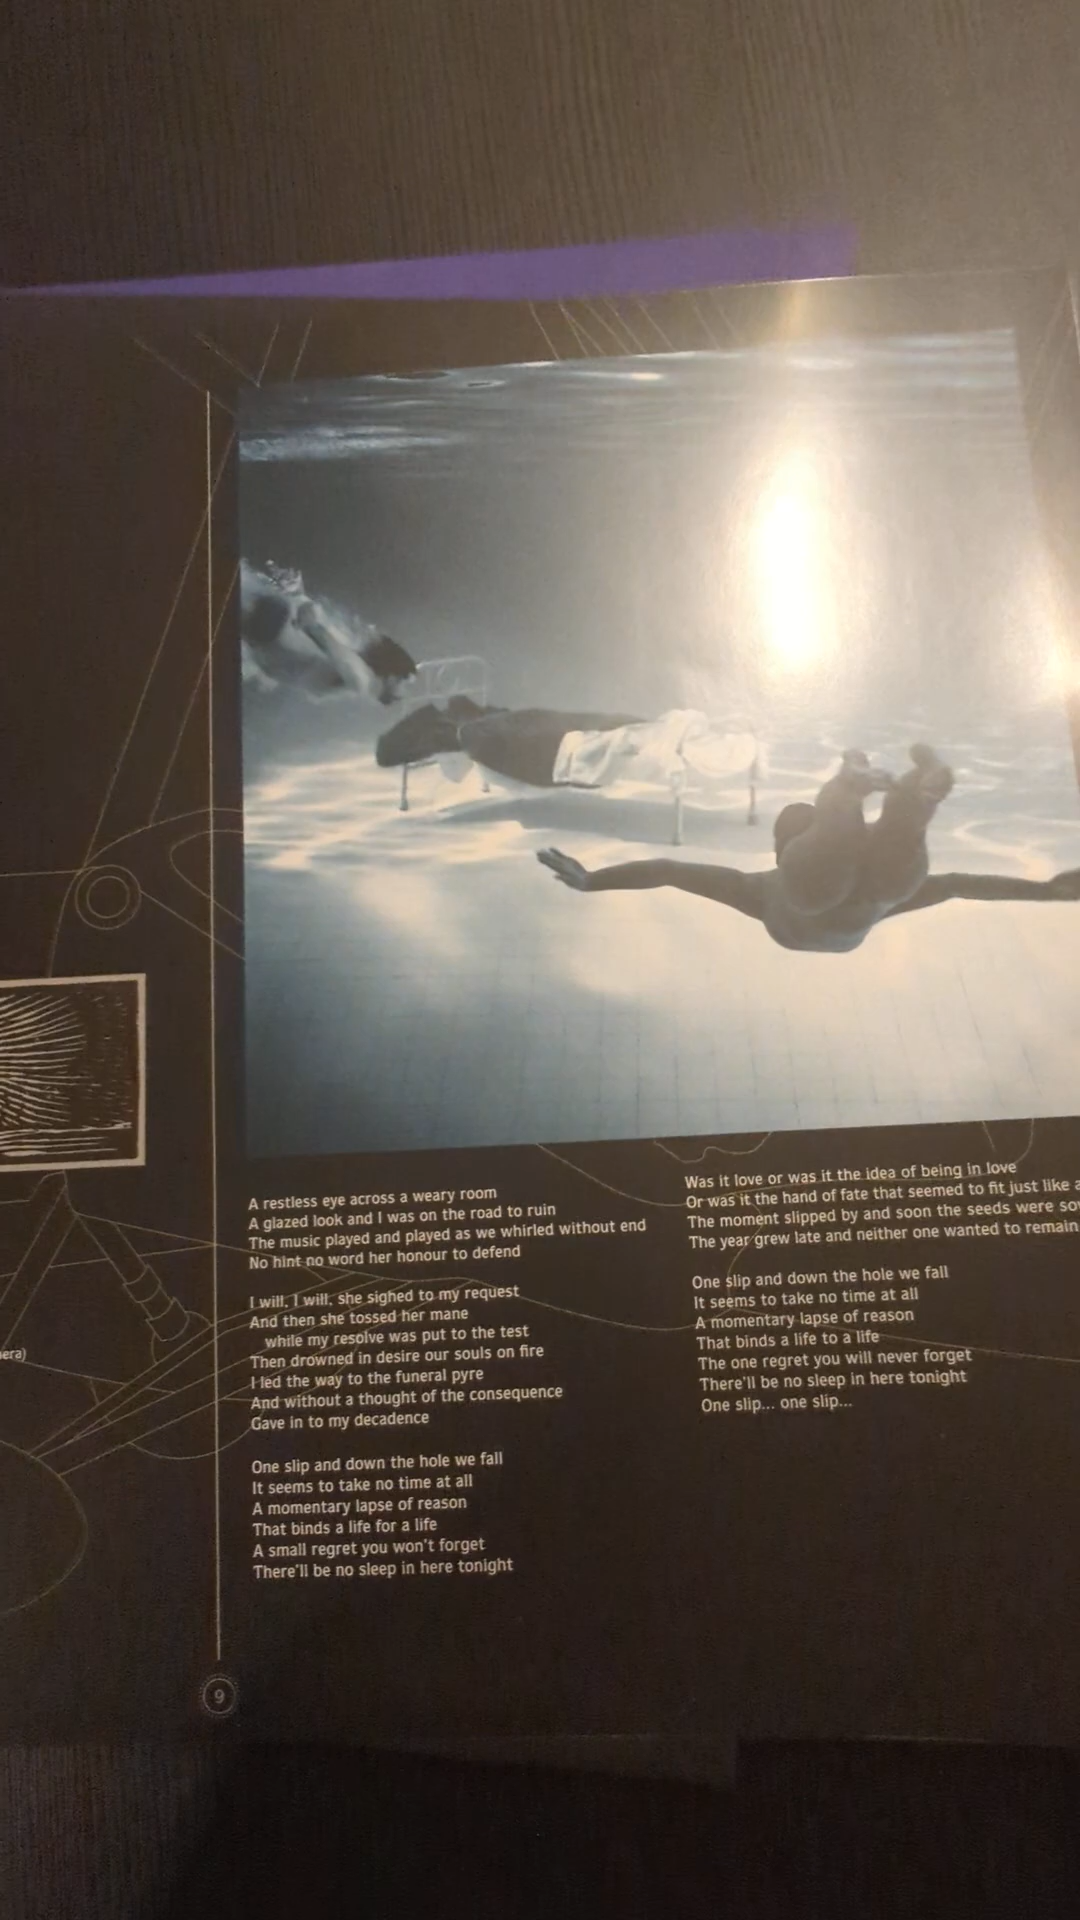 A restless eye across a weary room
A glazed look and I was on the road to ruin
The music played and played as we whirled without end
No hint no word her honour to defend
I will, I will, she sighed to my request
And then she tossed her mane
while my resolve was put to the test
Then drowned in desire our souls on fire
I led the way to the funeral pyre
And without a thought of the consequence
Gave in to my decadence
One slip and down the hole we fall
It seems to take no time at all
A momentary lapse of reason
That binds a life for a life
A small regret you won't forget
There'll be no sleep in here tonight
Was it love or was it the idea of being in love
Or was it the hand of fate that seemed to fit just like
The moment slipped by and soon the seeds were
The year grew late and neither one wanted to remain
One slip and down the hole we fall
It seems to take no time at all
A momentary lapse of reason
That binds a life to a life
The one regret you will never forget
There'll be no sleep in here tonight
One slip... one slip...
9